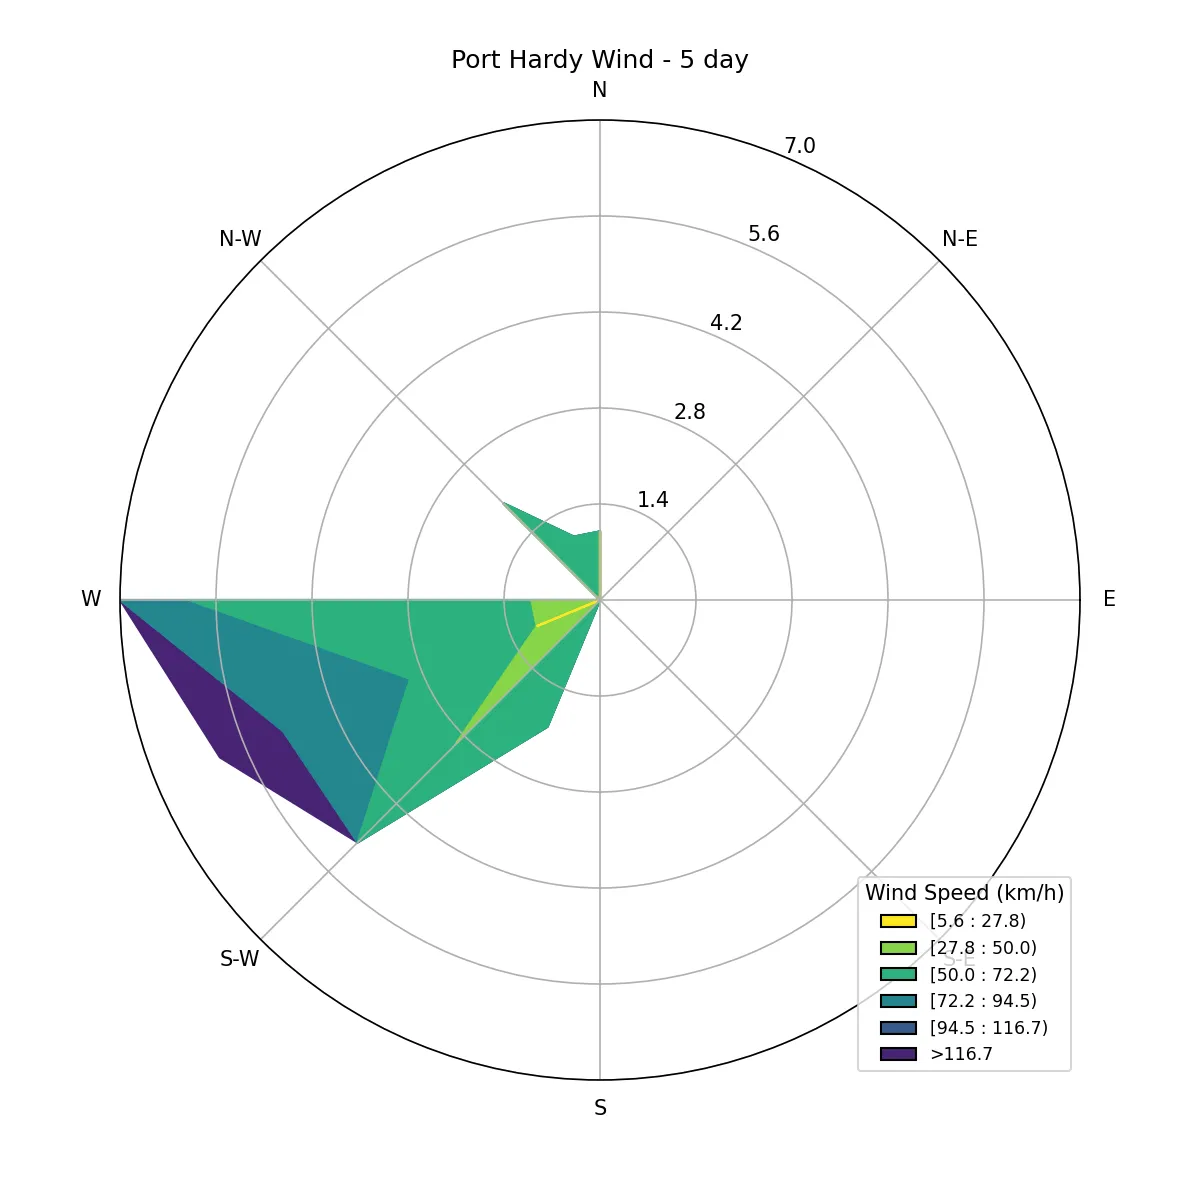 Port Hardy Wind - 5 day
N
7.0
N-W
N-E
5.6
4.2
2.8
1.4
W
E
S-W
S-E
S
Wind Speed (km/h)
[5.6 : 27.8)
[27.8 : 50.0)
[50.0 : 72.2)
[72.2 : 94.5)
[94.5 : 116.7)
>116.7